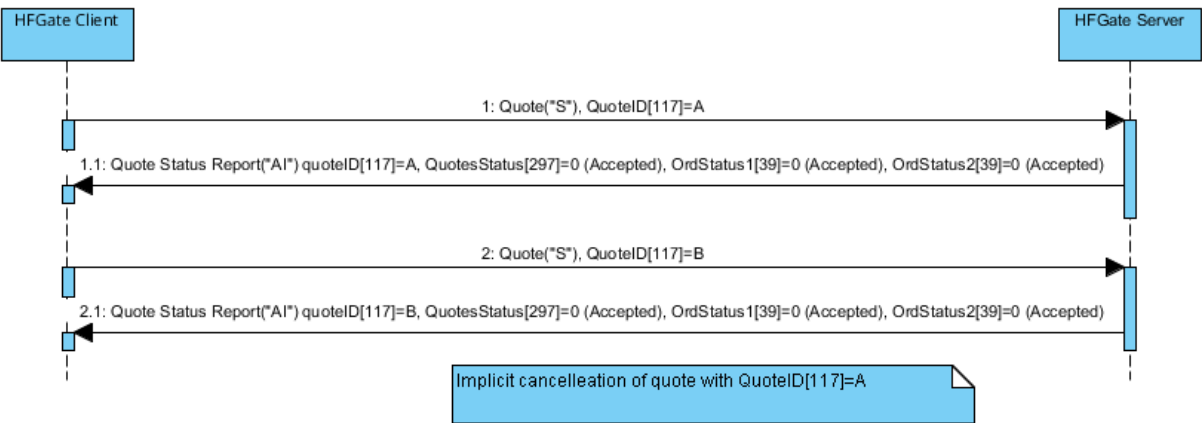 HFGate Client
HFGate Server
1: Quote("S"), QuoteID[117]=A
1.1: Quote Status Report("AI") quoteID[117]=A, QuotesStatus[297]=0 (Accepted), OrdStatus1[39]=0 (Accepted), OrdStatus2[39]=0 (Accepted)
2: Quote("S"), QuoteID[117]=B
2.1: Quote Status Report("AI") quoteID[117]=B, QuotesStatus[297]=0 (Accepted), OrdStatus1[39]=0 (Accepted), OrdStatus2[39]=0 (Accepted)
Implicit cancelleation of quote with QuoteID[117]=A